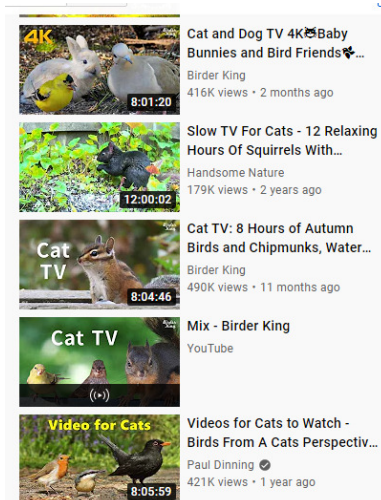 4K
8:01:20
Cat and Dog TV 4K🐱Baby
Bunnies and Bird Friends🌿…
Birder King
416K views • 2 months ago
12:00:02
Slow TV For Cats - 12 Relaxing
Hours Of Squirrels With…
Handsome Nature
179K views • 2 years ago
Cat
TV
8:04:46
Cat TV: 8 Hours of Autumn
Birds and Chipmunks, Water…
Birder King
490K views • 11 months ago
Cat TV
Birder
King
Mix - Birder King
YouTube
Video for Cats
8:05:59
Videos for Cats to Watch -
Birds From A Cats Perspectiv…
Paul Dinning
421K views • 1 year ago